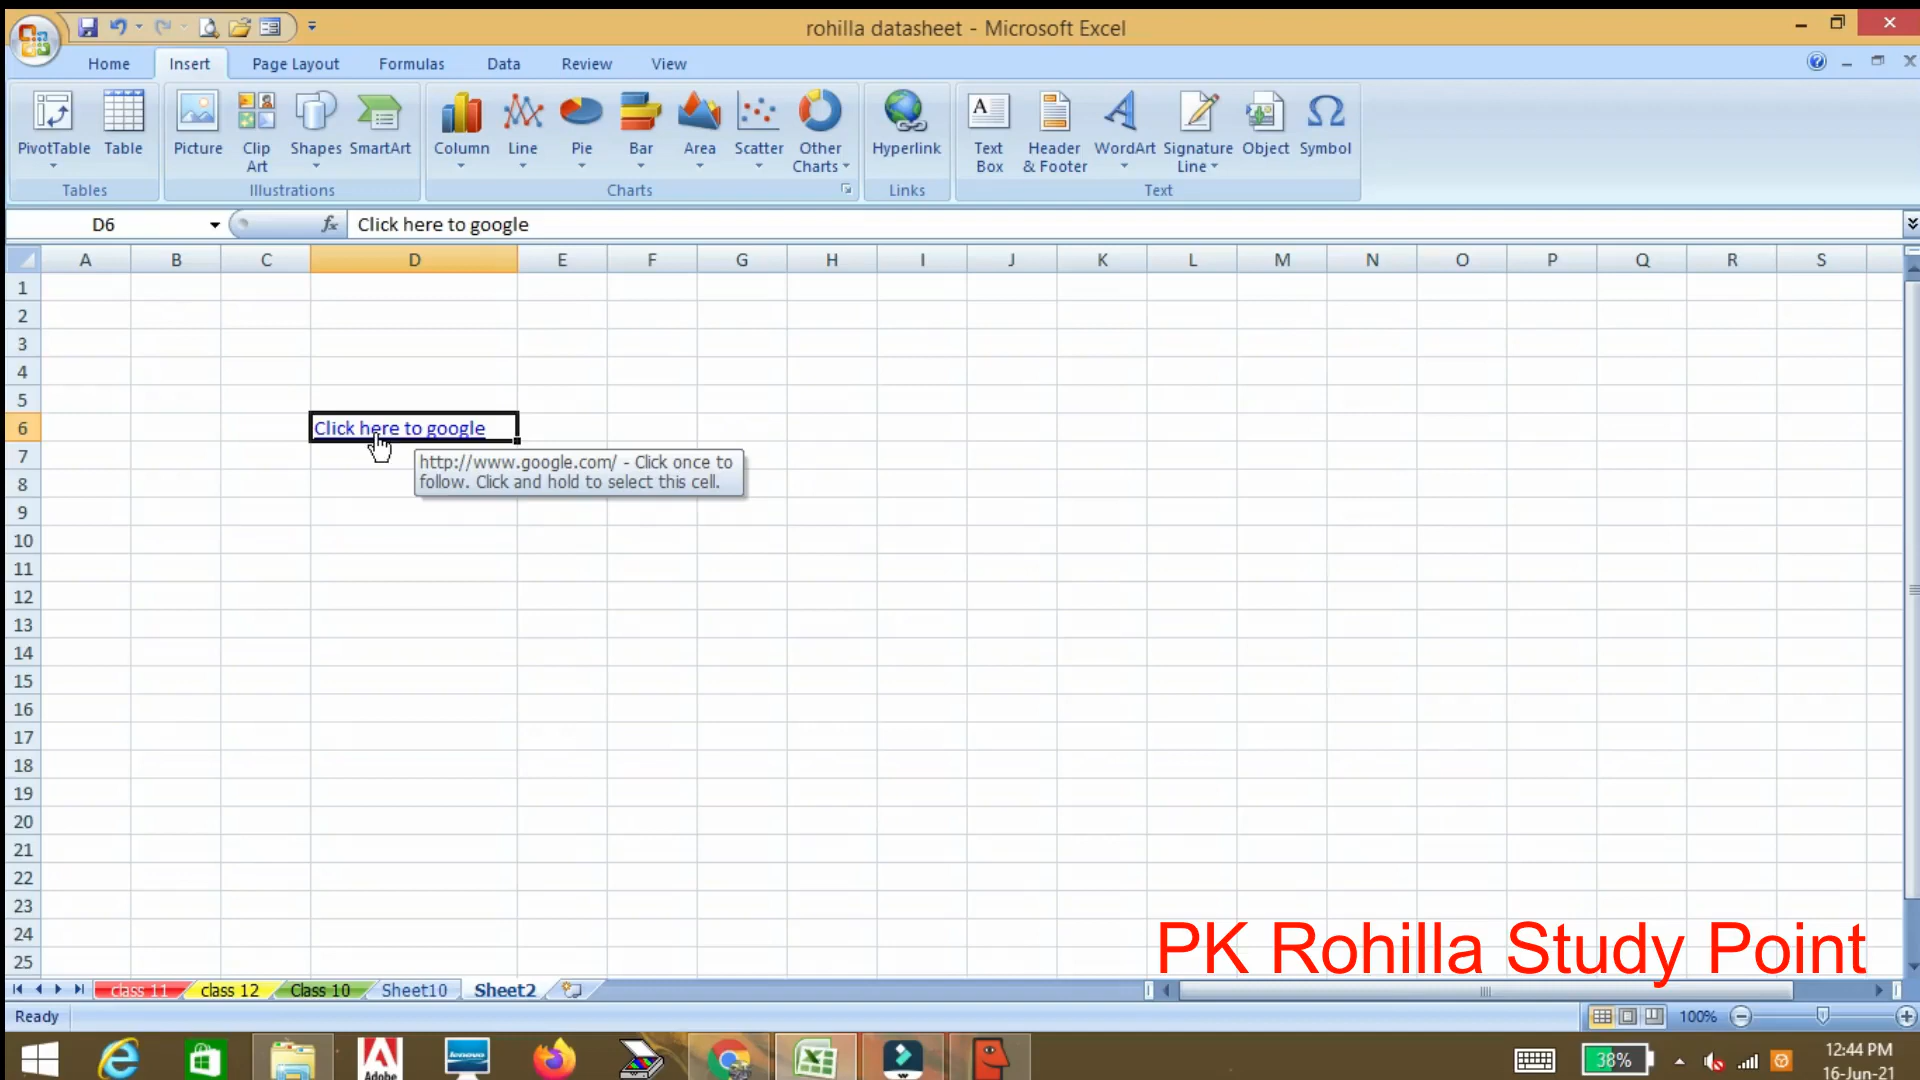 rohilla datasheet - Microsoft Excel
Home Insert Page Layout Formulas Data Review View
PivotTable Table Picture Clip Art Shapes SmartArt Column Line Pie Bar Area Scatter Other Charts Hyperlink Text Box Header & Footer WordArt Signature Line Object Symbol
Tables Illustrations Charts Links Text
D6 fx Click here to google
A B C D E F G H I J K L M N O P Q R S
1
2
3
4
5
6 Click here to google
7 http://www.google.com/ - Click once to
8 follow. Click and hold to select this cell.
9
10
11
12
13
14
15
16
17
18
19
20
21
22
23
24
25
PK Rohilla Study Point
class 11 class 12 Class 10 Sheet10 Sheet2
Ready 100%
Adobe lenovo 38% 12:44 PM
16-Jun-21